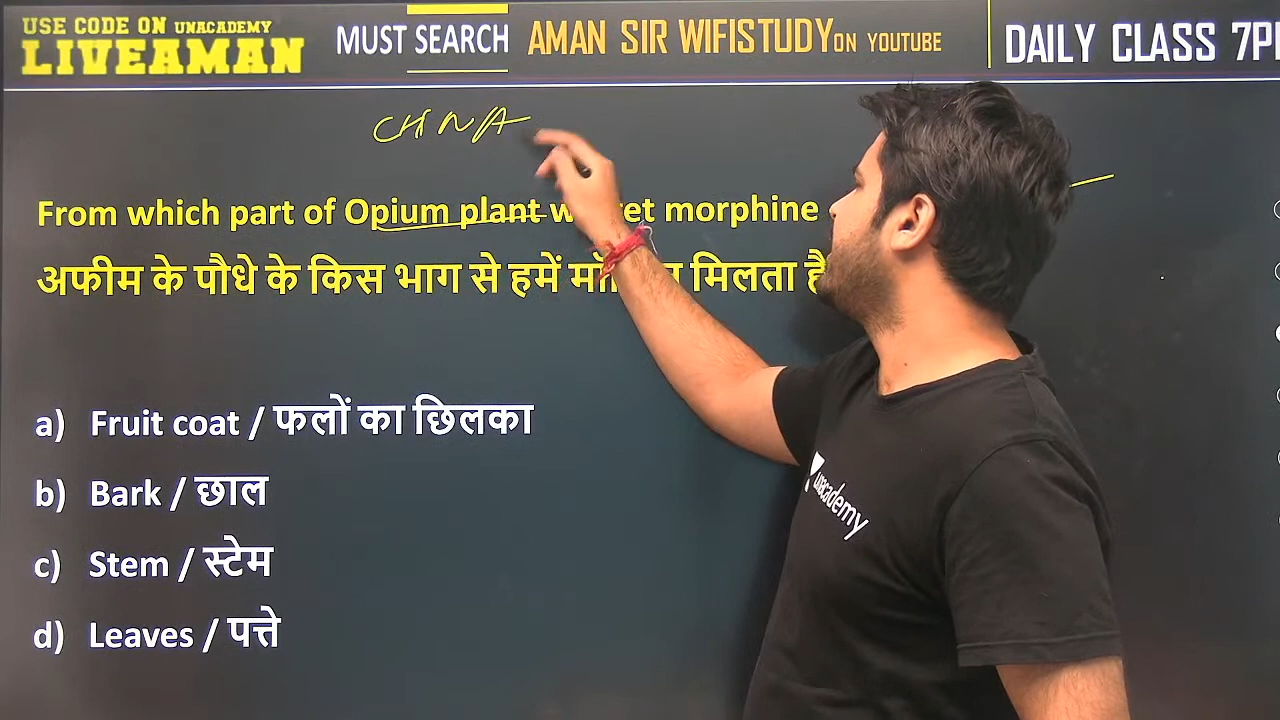 USE CODE ON UNACADEMY
LIVEAMAN
MUST SEARCH
AMAN SIR WIFISTUDY ON YOUTUBE
DAILY CLASS 7P
CHINA
From which part of Opium plant get morphine
अफीम के पौधे के किस भाग से हमें मिलता है
a) Fruit coat / फलों का छिलका
b) Bark / छाल
c) Stem / स्टेम
d) Leaves / पत्ते
unacademy